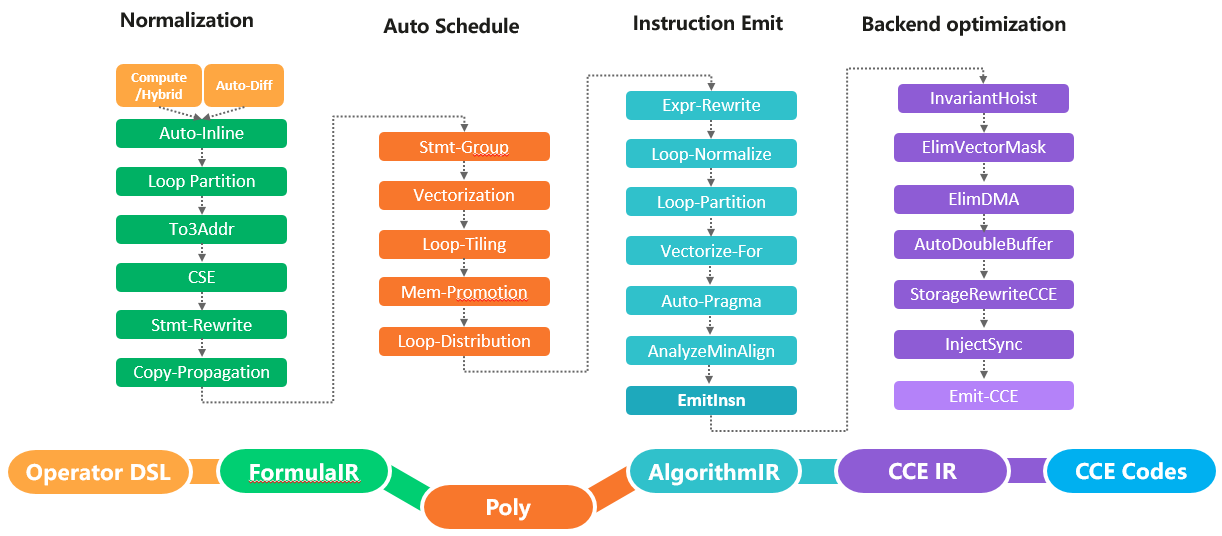 Normalization
Auto Schedule
Instruction Emit
Backend optimization
Compute
/Hybrid
Auto-Diff
Auto-Inline
Loop Partition
To3Addr
CSE
Stmt-Rewrite
Copy-Propagation
Stmt-Group
Vectorization
Loop-Tiling
Mem-Promotion
Loop-Distribution
Expr-Rewrite
Loop-Normalize
Loop-Partition
Vectorize-For
Auto-Pragma
AnalyzeMinAlign
EmitInsn
InvariantHoist
ElimVectorMask
ElimDMA
AutoDoubleBuffer
StorageRewriteCCE
InjectSync
Emit-CCE
Operator DSL
FormulaIR
Poly
AlgorithmIR
CCE IR
CCE Codes